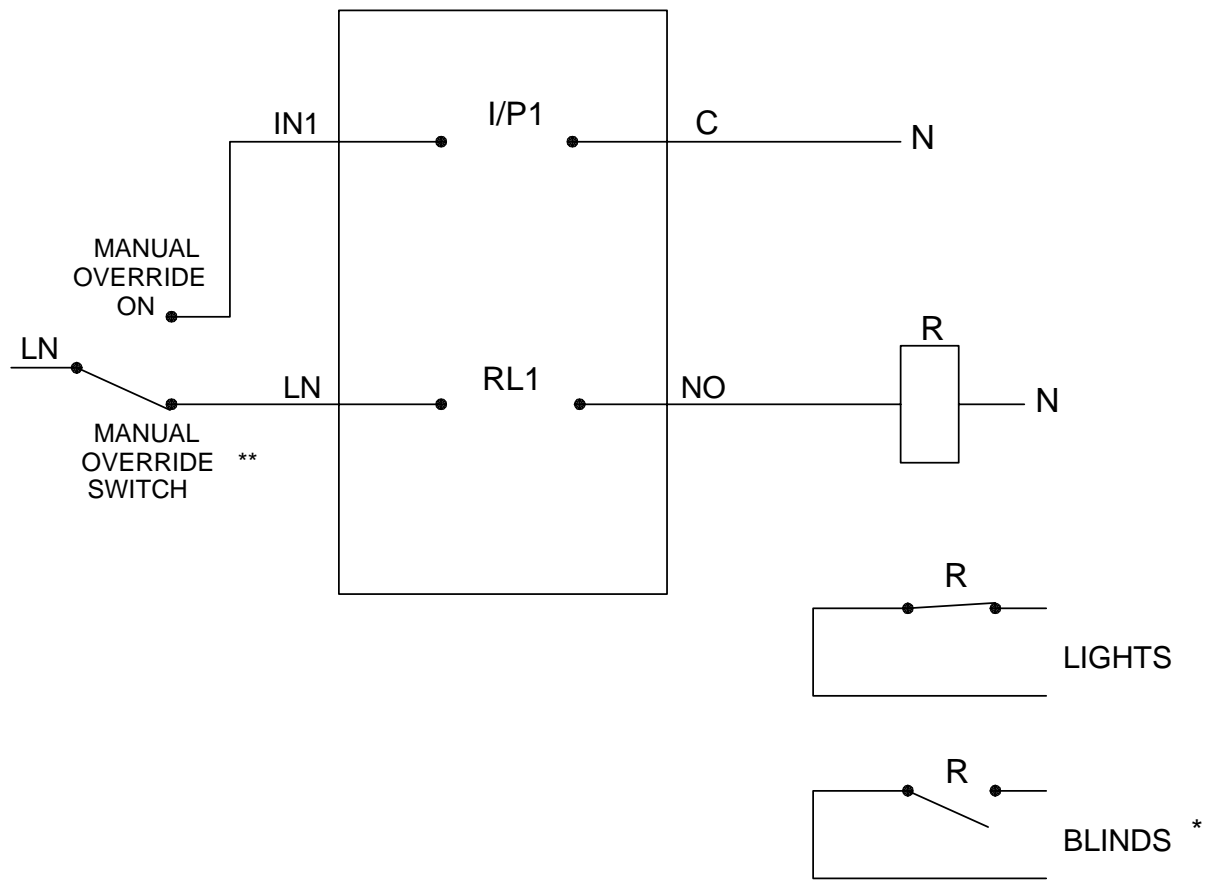 I/P1
IN1
C
N
MANUAL
OVERRIDE
ON
LN
R
LN
RL1
NO
N
MANUAL
OVERRIDE **
SWITCH
R
LIGHTS
R
BLINDS *